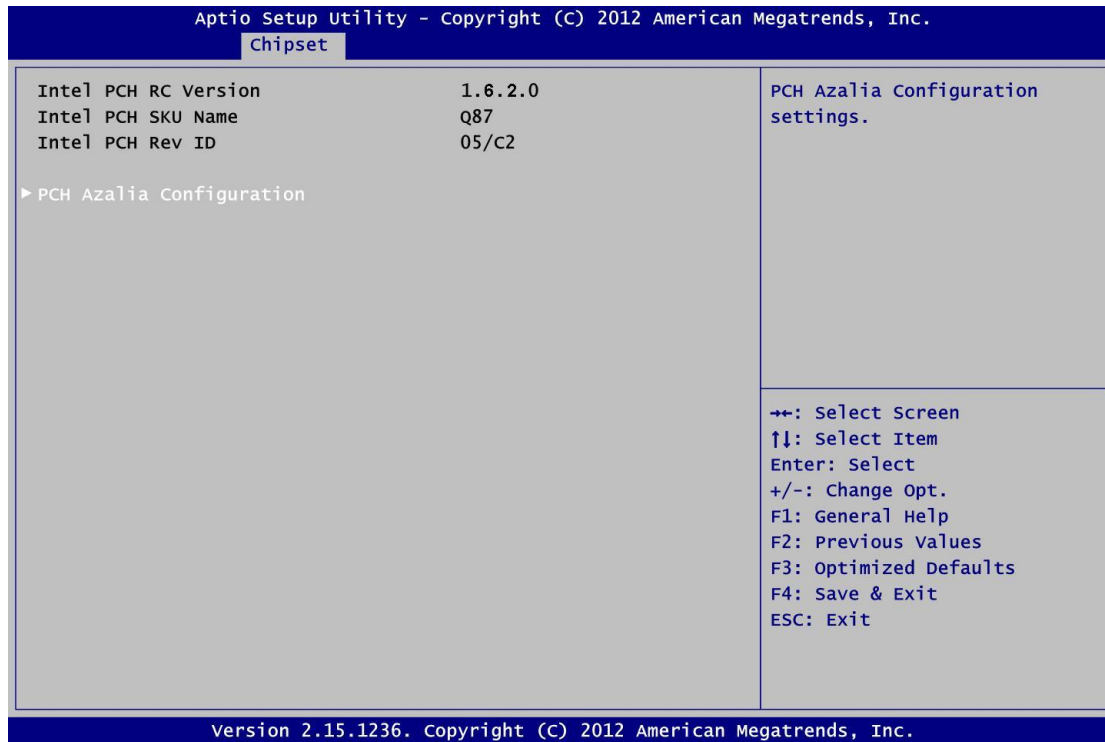 Aptio Setup Utility - Copyright (C) 2012 American Megatrends, Inc.
Chipset
Intel PCH RC Version 1.6.2.0
Intel PCH SKU Name Q87
Intel PCH Rev ID 05/C2
▶ PCH Azalia Configuration
PCH Azalia Configuration
settings.
→←: Select Screen
↑↓: Select Item
Enter: Select
+/-: Change Opt.
F1: General Help
F2: Previous Values
F3: Optimized Defaults
F4: Save & Exit
ESC: Exit
Version 2.15.1236. Copyright (C) 2012 American Megatrends, Inc.